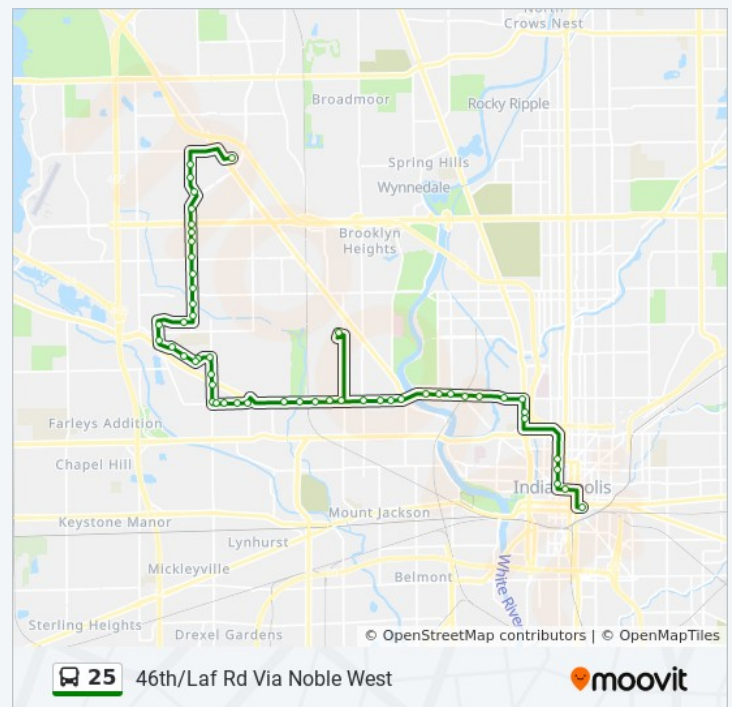 North
Crows Nest
Broadmoor
Rocky Ripple
Spring Hills
Wynnedale
Brooklyn
Heights
Farleys Addition
Chapel Hill
Indianapolis
Mount Jackson
Keystone Manor
Lynhurst
Mickleyville
Belmont
White River
Sterling Heights
Drexel Gardens
© OpenStreetMap contributors | © OpenMapTiles
25 46th/Laf Rd Via Noble West
moovit